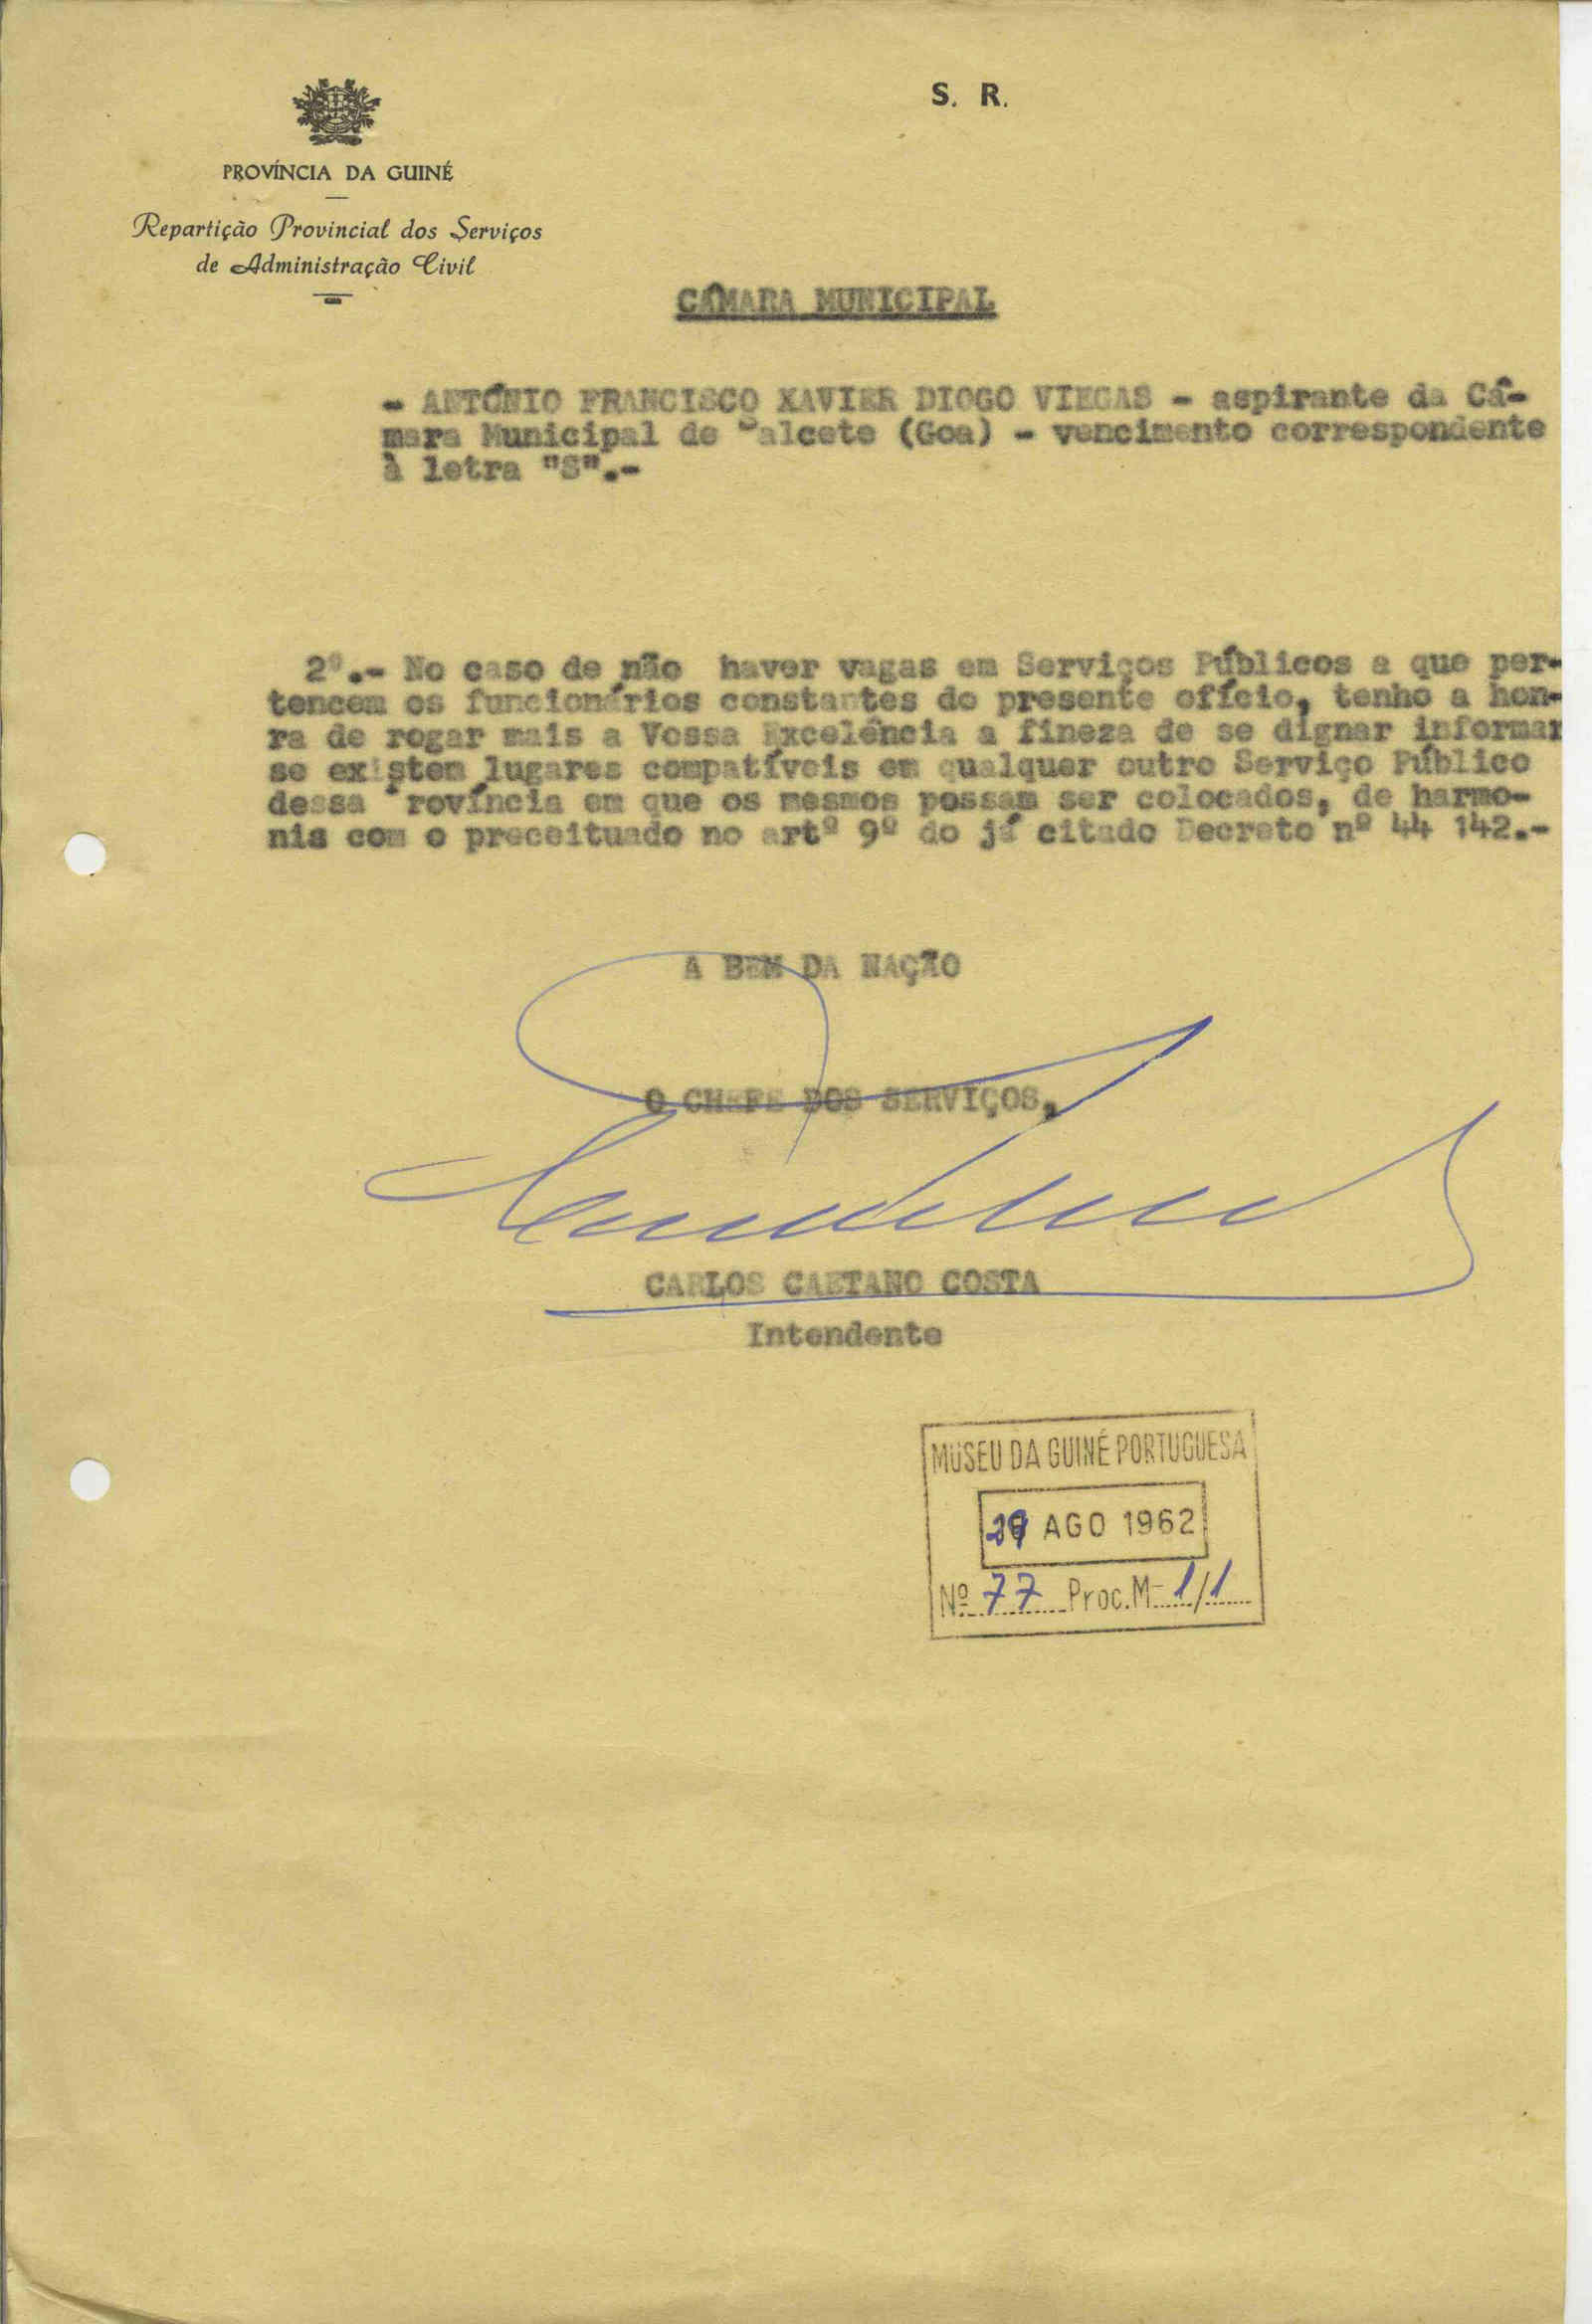 S. R.
PROVÍNCIA DA GUINÉ
Repartição Provincial dos Serviços
de Administração Civil
CÂMARA MUNICIPAL
- ANTÓNIO FRANCISCO XAVIER DIOGO VIEGAS - aspirante da Câ-
mara Municipal de Salcete (Goa) - vencimento correspondente
à letra "S".-
2º.- No caso de não haver vagas em Serviços Públicos a que per-
tencem os funcionários constantes do presente ofício, tenho a hon-
ra de rogar mais a Vossa Excelência a fineza de se dignar informar
se existem lugares compatíveis em qualquer outro Serviço Público
dessa Província em que os mesmos possam ser colocados, de harmo-
nia com o preceituado no artº 9º do já citado Decreto nº 44 142.-
A BEM DA NAÇÃO
O CHEFE DOS SERVIÇOS,
CARLOS CAETANO COSTA
Intendente
MUSEU DA GUINÉ PORTUGUESA
AGO 1962
Nº 77 Proc. M-1/1